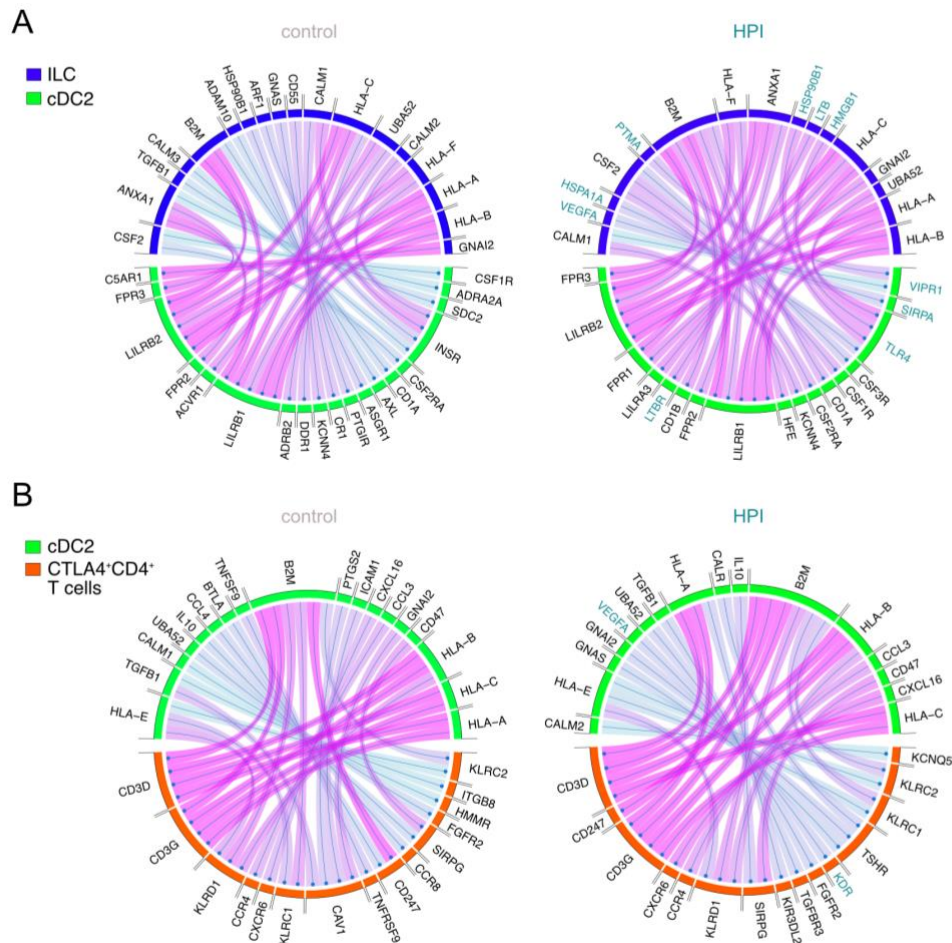 A
control
HPI
ILC
cDC2
CSF2
ANXA1
TGFB1
CALM3
B2M
ADAM10
HSP90B1
ARF1
GNAS
CD55
CALM1
HLA-C
UBA52
CALM2
HLA-F
HLA-A
HLA-B
GNAI2
CSF1R
ADRA2A
SDC2
INSR
CSF2RA
CD1A
AXL
ASGR1
PTGIR
CR1
KCNN4
DDR1
ADRB2
LILRB1
ACVR1
FPR2
LILRB2
FPR3
C5AR1
CALM1
VEGFA
HSPA1A
CSF2
PTMA
B2M
HLA-F
ANXA1
HSP90B1
LTB
HMGB1
HLA-C
GNAI2
UBA52
HLA-A
HLA-B
VIPR1
SIRPA
TLR4
CSF3R
CSF1R
CD1A
CSF2RA
KCNN4
HFE
LILRB1
FPR2
CD1B
LTBR
LILRA3
FPR1
LILRB2
FPR3
B
control
HPI
cDC2
CTLA4+CD4+
T cells
HLA-E
TGFB1
CALM1
UBA52
IL10
CCL4
BTLA
TNFSF9
B2M
PTGS2
ICAM1
CXCL16
CCL3
GNAI2
CD47
HLA-B
HLA-C
HLA-A
KLRC2
ITGB8
HMMR
FGFR2
SIRPG
CCR8
CD247
TNFRSF9
CAV1
KLRC1
CXCR6
CCR4
KLRD1
CD3G
CD3D
CALM2
HLA-E
GNAS
GNAI2
VEGFA
UBA52
TGFB1
HLA-A
CALR
IL10
B2M
HLA-B
CCL3
CD47
CXCL16
HLA-C
KCNQ5
KLRC2
KLRC1
TSHR
KDR
FGFR2
TGFBR3
KIR3DL2
SIRPG
KLRD1
CCR4
CXCR6
CD3G
CD247
CD3D